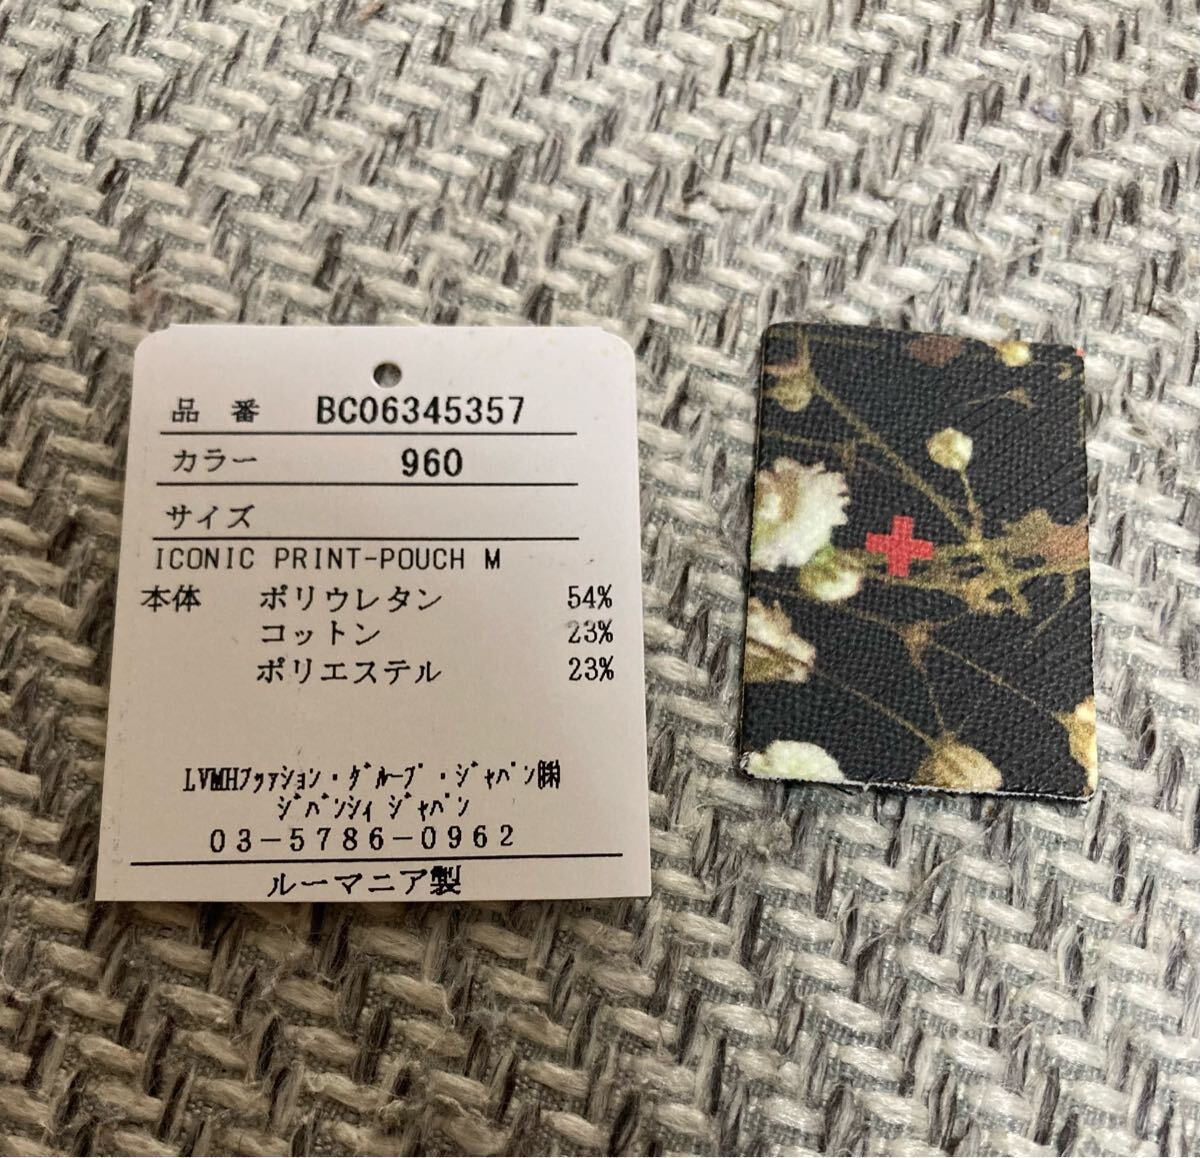 品番 BC06345357
カラー 960
サイズ
ICONIC PRINT-POUCH M
本体 ポリウレタン 54%
コットン 23%
ポリエステル 23%
LVMHﾌｧｯｼｮﾝ・ｸﾞﾙｰﾌﾟ・ｼﾞｬﾊﾟﾝ㈱
ｼﾞﾊﾞﾝｼｨ ｼﾞｬﾊﾟﾝ
03-5786-0962
ルーマニア製